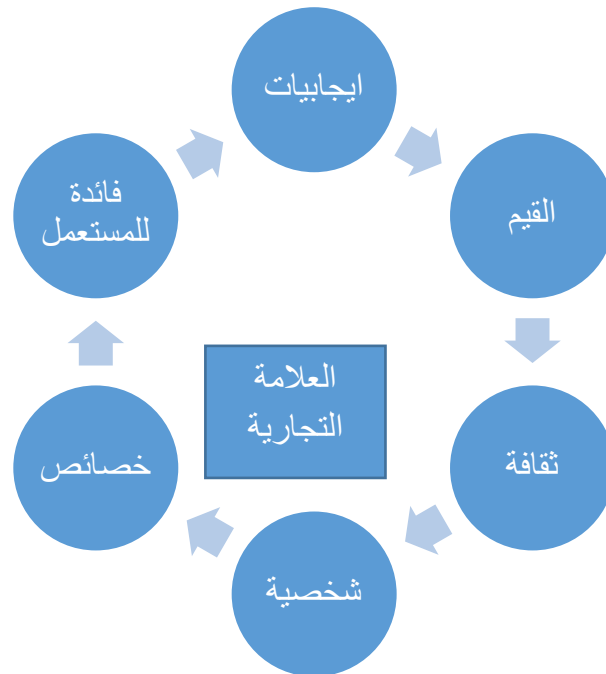 ايجابيات
القيم
ثقافة
شخصية
خصائص
فائدة
للمستعمل
العلامة
التجارية